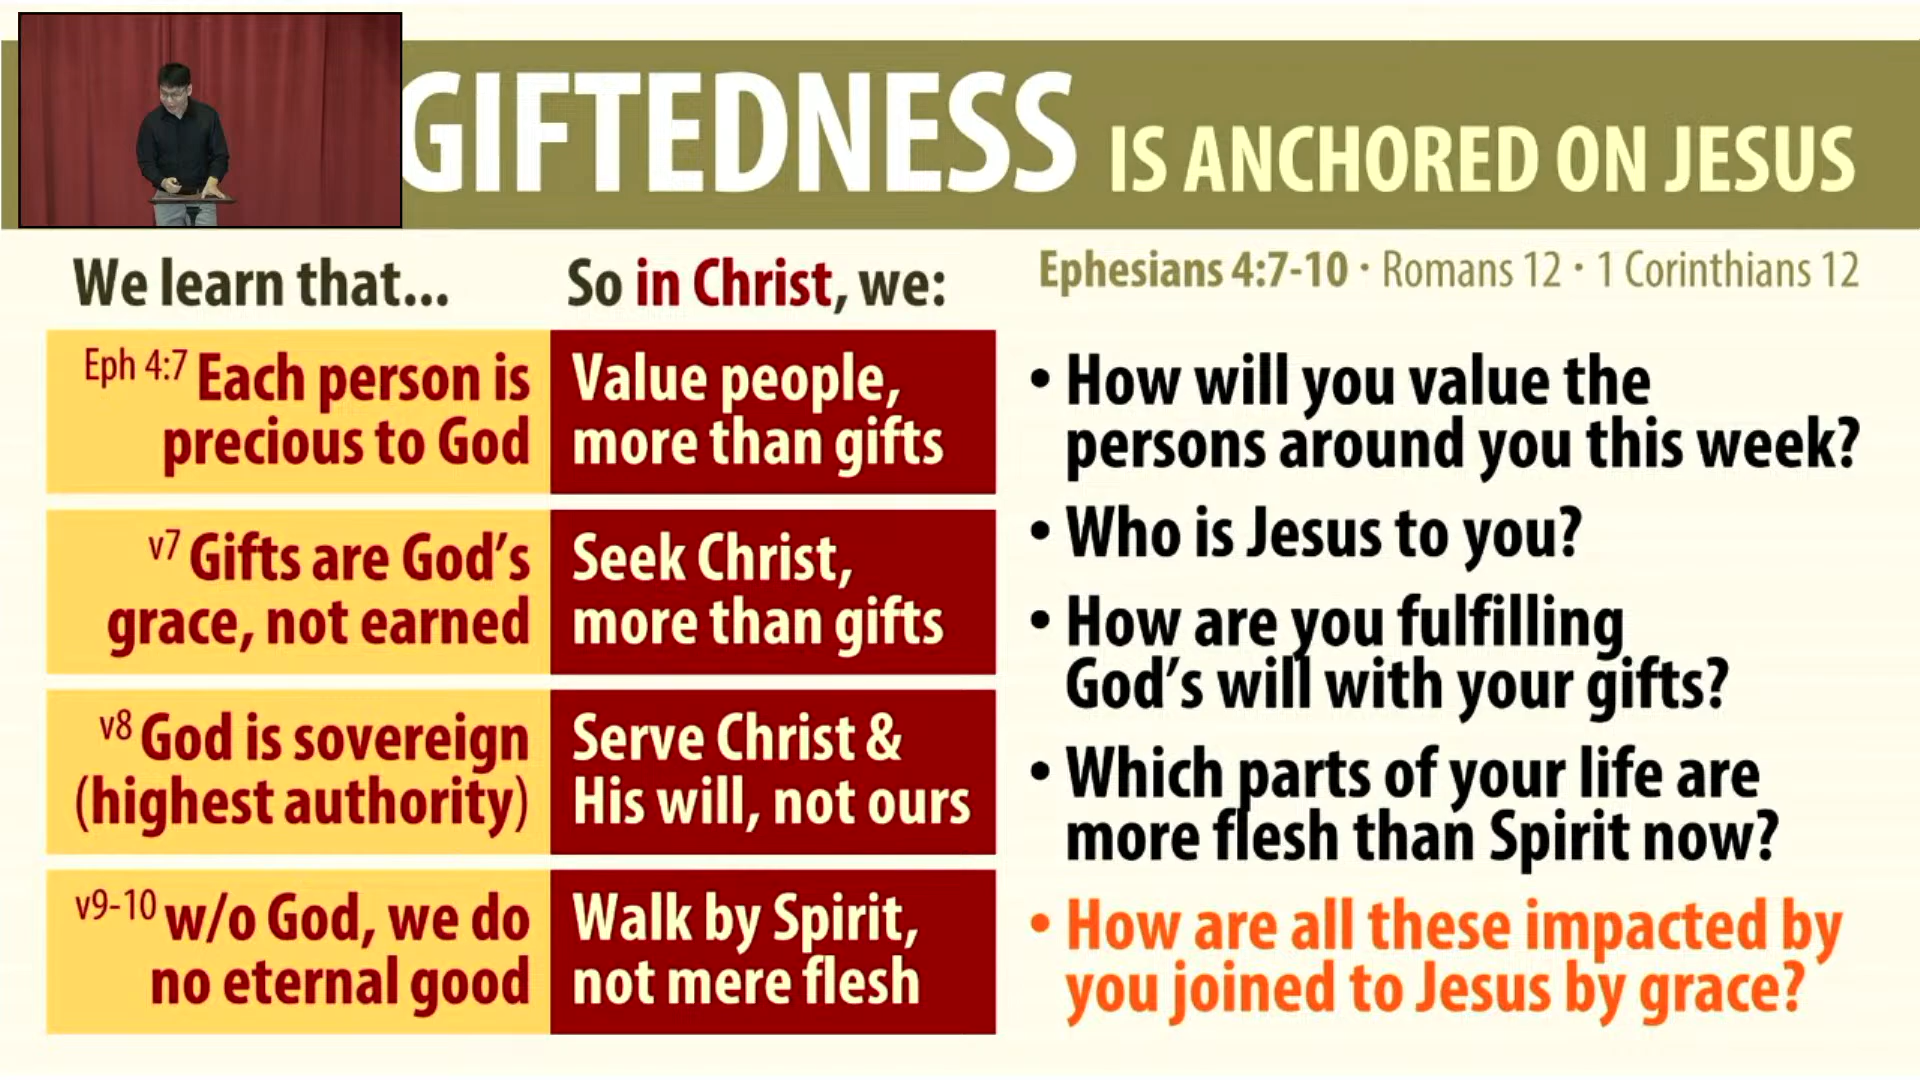 GIFTEDNESS IS ANCHORED ON JESUS
We learn that...
So in Christ, we:
Ephesians 4:7-10 · Romans 12 · 1 Corinthians 12
Eph 4:7 Each person is
precious to God
Value people,
more than gifts
v7 Gifts are God's
grace, not earned
Seek Christ,
more than gifts
v8 God is sovereign
(highest authority)
Serve Christ &
His will, not ours
v9-10 w/o God, we do
no eternal good
Walk by Spirit,
not mere flesh
• How will you value the
persons around you this week?
• Who is Jesus to you?
• How are you fulfilling
God's will with your gifts?
• Which parts of your life are
more flesh than Spirit now?
• How are all these impacted by
you joined to Jesus by grace?